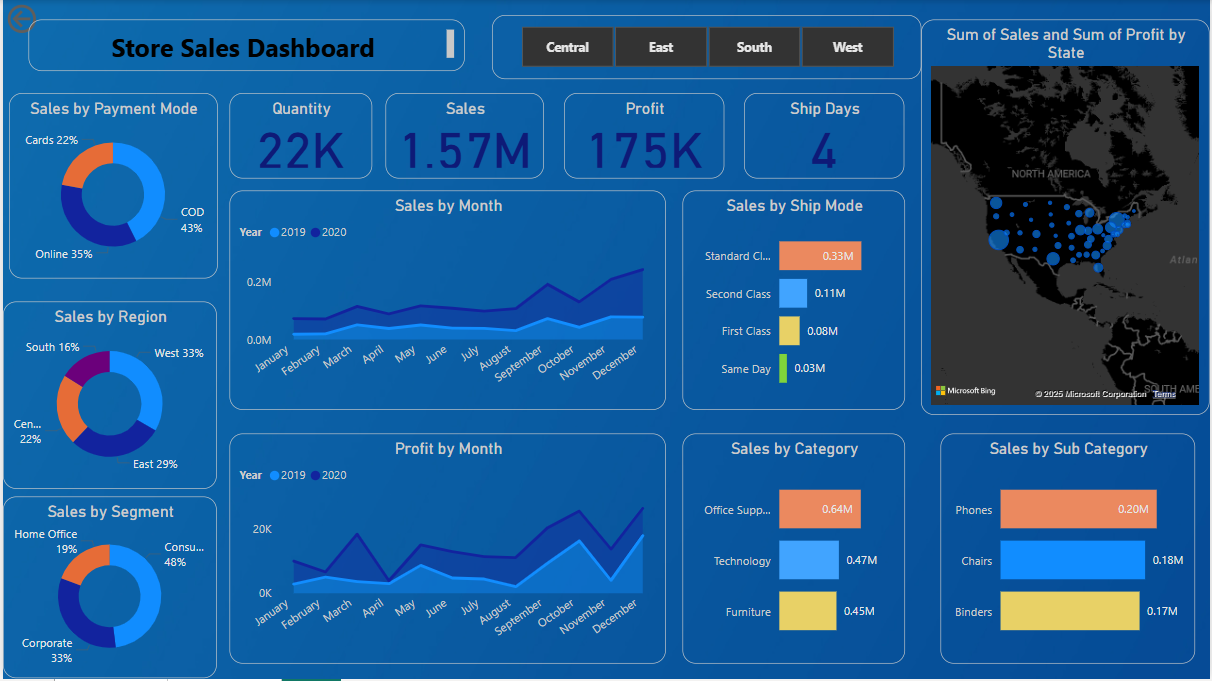 Store Sales Dashboard
Central
East
South
West
Sum of Sales and Sum of Profit by
State
Sales by Payment Mode
Cards 22%
COD
43%
Online 35%
Quantity
22K
Sales
1.57M
Profit
175K
Ship Days
4
NORTH AMERICA
Atlan
SOUTH AME
Microsoft Bing
© 2025 Microsoft Corporation
Terms
Sales by Month
Year 2019 2020
0.2M
0.0M
January
February
March
April
May
June
July
August
September
October
November
December
Sales by Ship Mode
Standard Cl... 0.33M
Second Class 0.11M
First Class 0.08M
Same Day 0.03M
Sales by Region
South 16%
West 33%
Cen...
22%
East 29%
Profit by Month
Year 2019 2020
20K
0K
January
February
March
April
May
June
July
August
September
October
November
December
Sales by Category
Office Supp... 0.64M
Technology 0.47M
Furniture 0.45M
Sales by Sub Category
Phones 0.20M
Chairs 0.18M
Binders 0.17M
Sales by Segment
Home Office
19%
Consu...
48%
Corporate
33%